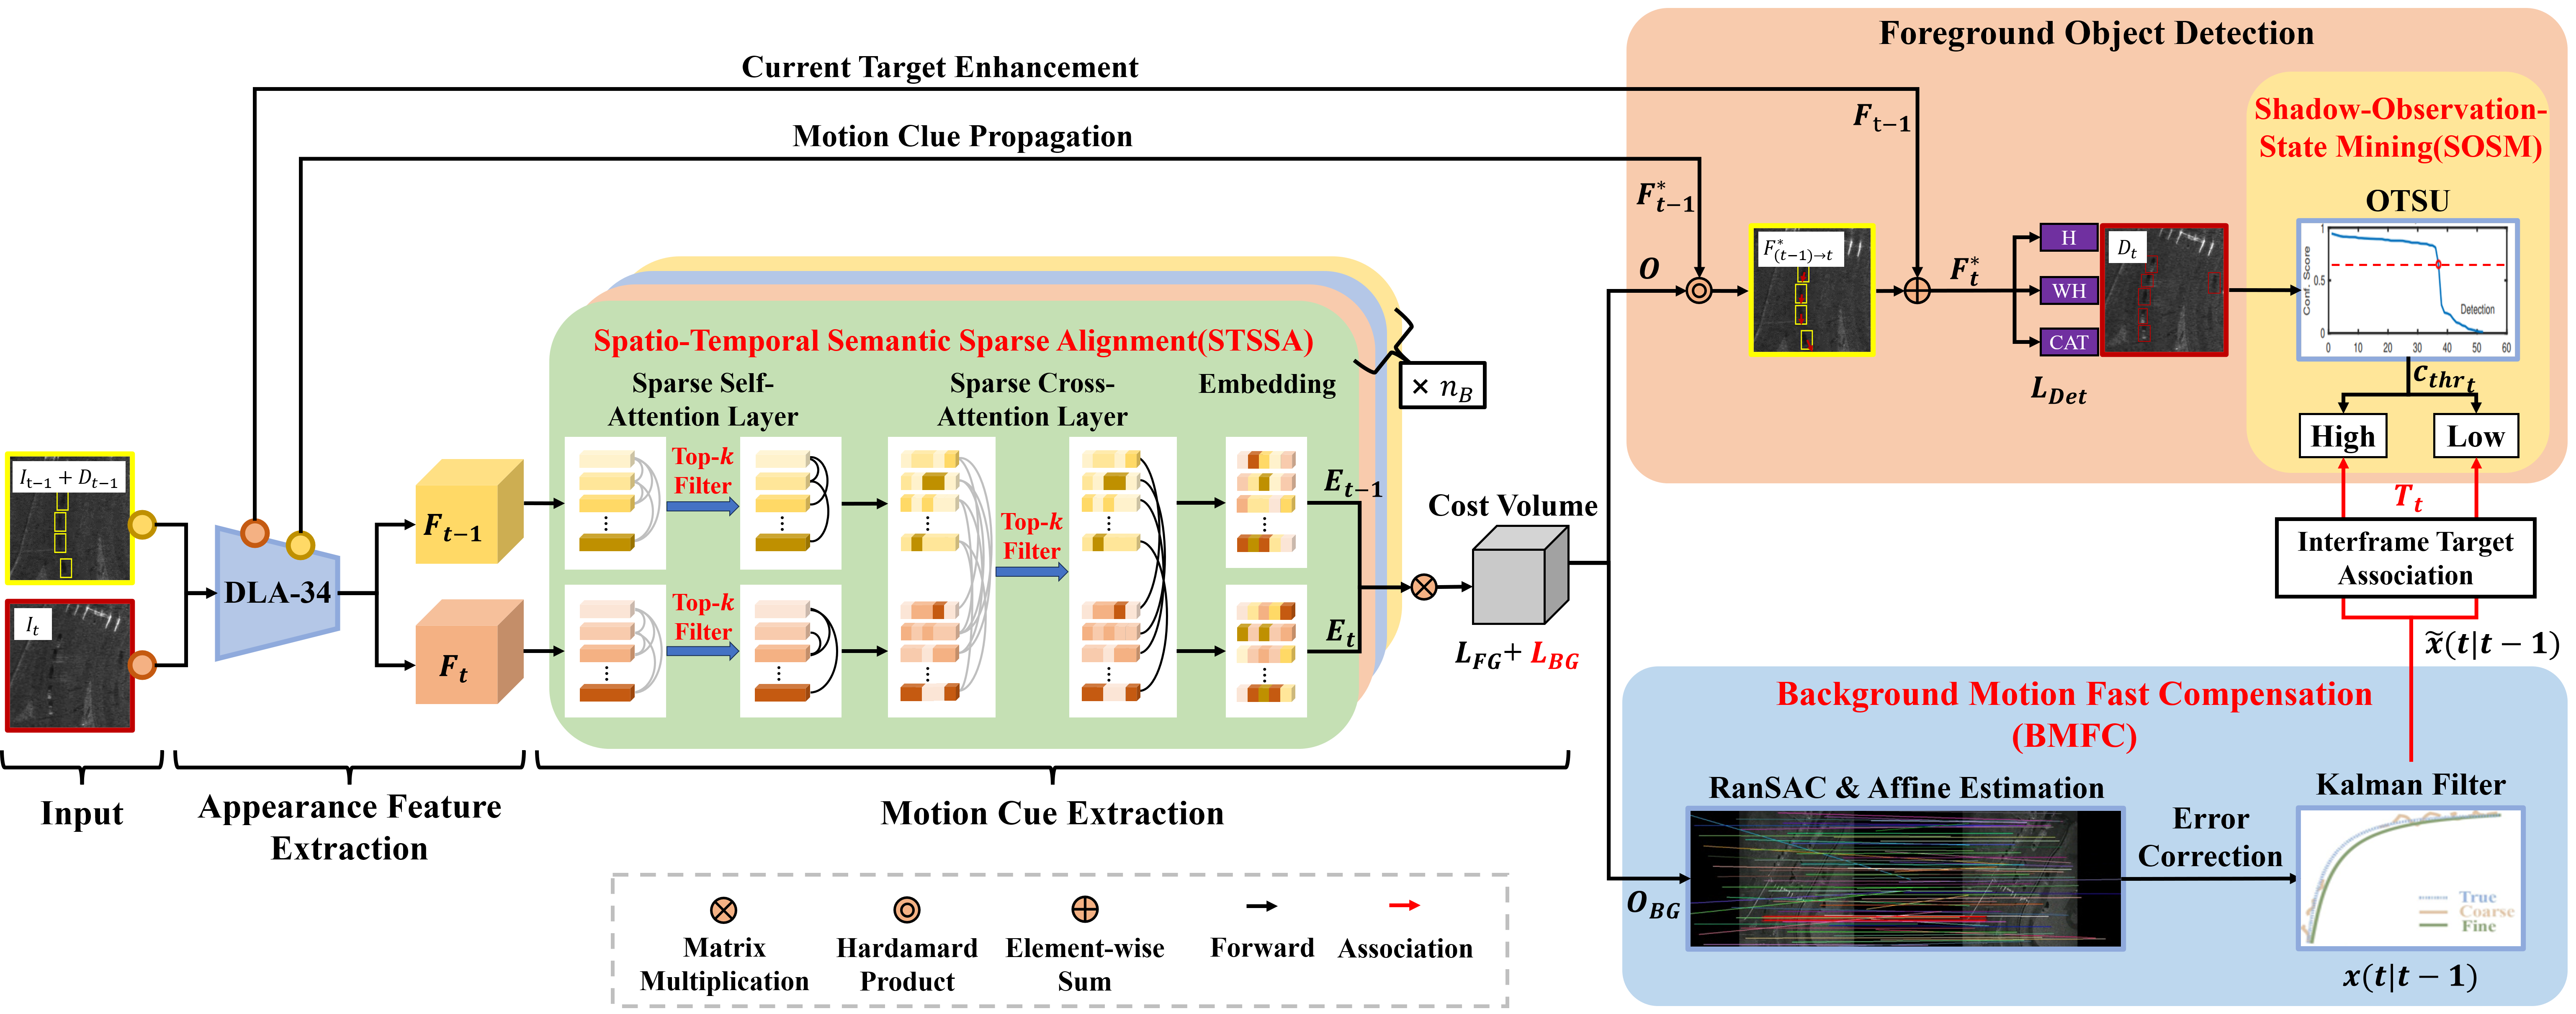 Foreground Object Detection
Current Target Enhancement
Motion Clue Propagation
F_{t-1}
F^*_{t-1}
O
F^*_{(t-1)→t}
F^*_t
H
WH
CAT
D_t
L_{Det}
Shadow-Observation-
State Mining(SOSM)
OTSU
Conf. Score
1
0.5
0
Detection
0 10 20 30 40 50 60
c_{thr_t}
High
Low
T_t
Interframe Target
Association
x̃(t|t − 1)
Spatio-Temporal Semantic Sparse Alignment(STSSA)
Sparse Self-
Attention Layer
Sparse Cross-
Attention Layer
Embedding
× n_B
Top-k
Filter
Top-k
Filter
Top-k
Filter
E_{t-1}
E_t
I_{t-1} + D_{t-1}
I_t
DLA-34
F_{t-1}
F_t
Cost Volume
L_{FG}+ L_{BG}
Input
Appearance Feature
Extraction
Motion Cue Extraction
Background Motion Fast Compensation
(BMFC)
RanSAC & Affine Estimation
O_{BG}
Error
Correction
Kalman Filter
True
Coarse
Fine
x(t|t − 1)
Matrix
Multiplication
Hardamard
Product
Element-wise
Sum
Forward
Association